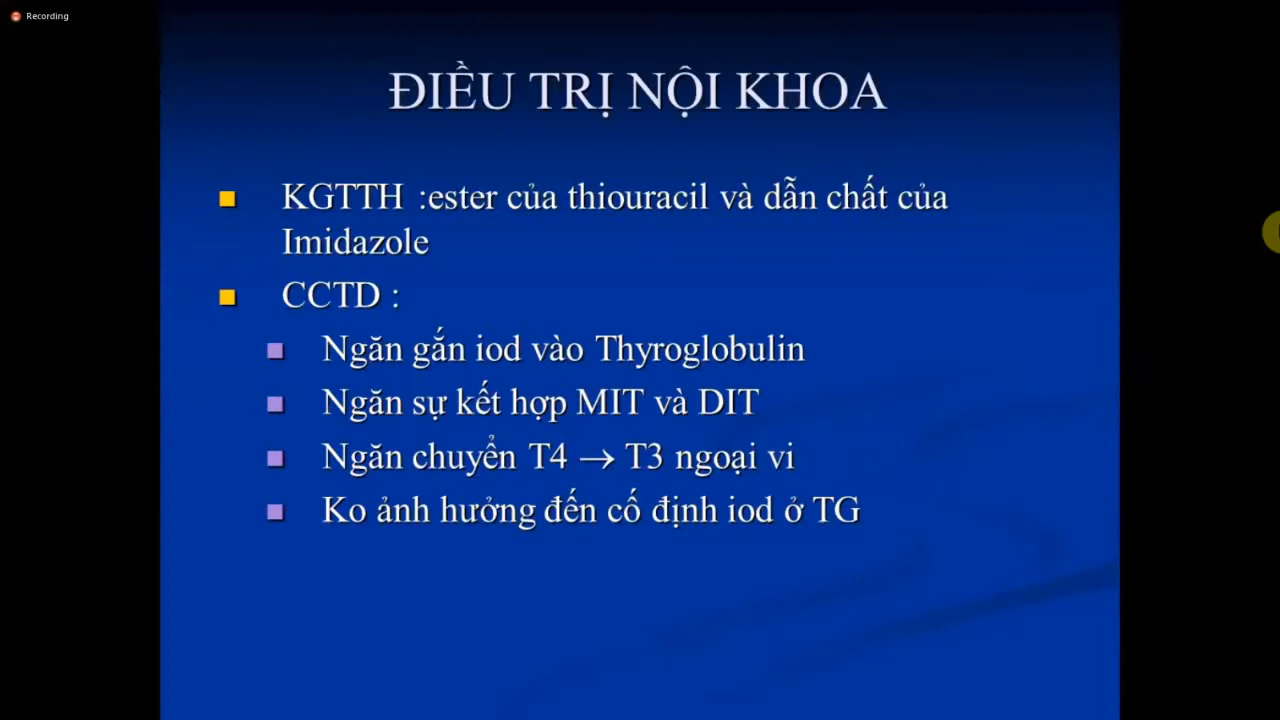 Recording
ĐIỀU TRỊ NỘI KHOA
KGTTH :ester của thiouracil và dẫn chất của
Imidazole
CCTD :
Ngăn gắn iod vào Thyroglobulin
Ngăn sự kết hợp MIT và DIT
Ngăn chuyển T4 → T3 ngoại vi
Ko ảnh hưởng đến cố định iod ở TG